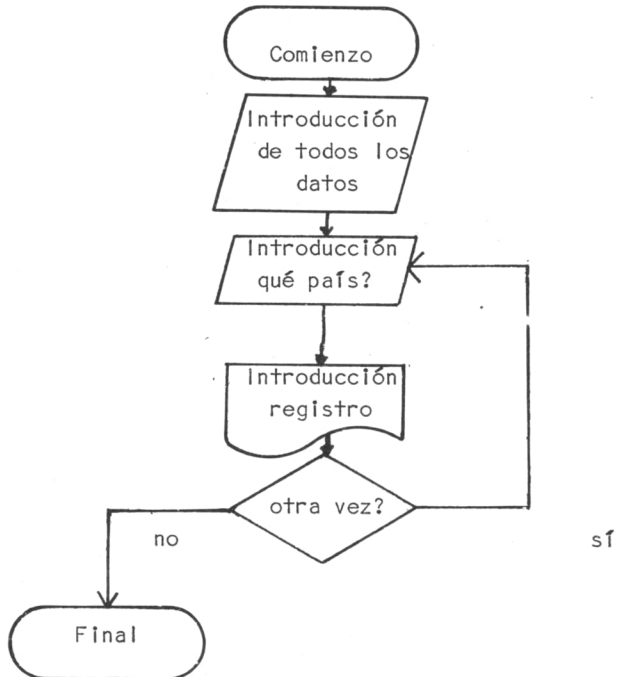 Comienzo
Introducción
de todos los
datos
Introducción
qué país?
Introducción
registro
otra vez?
no
sí
Final